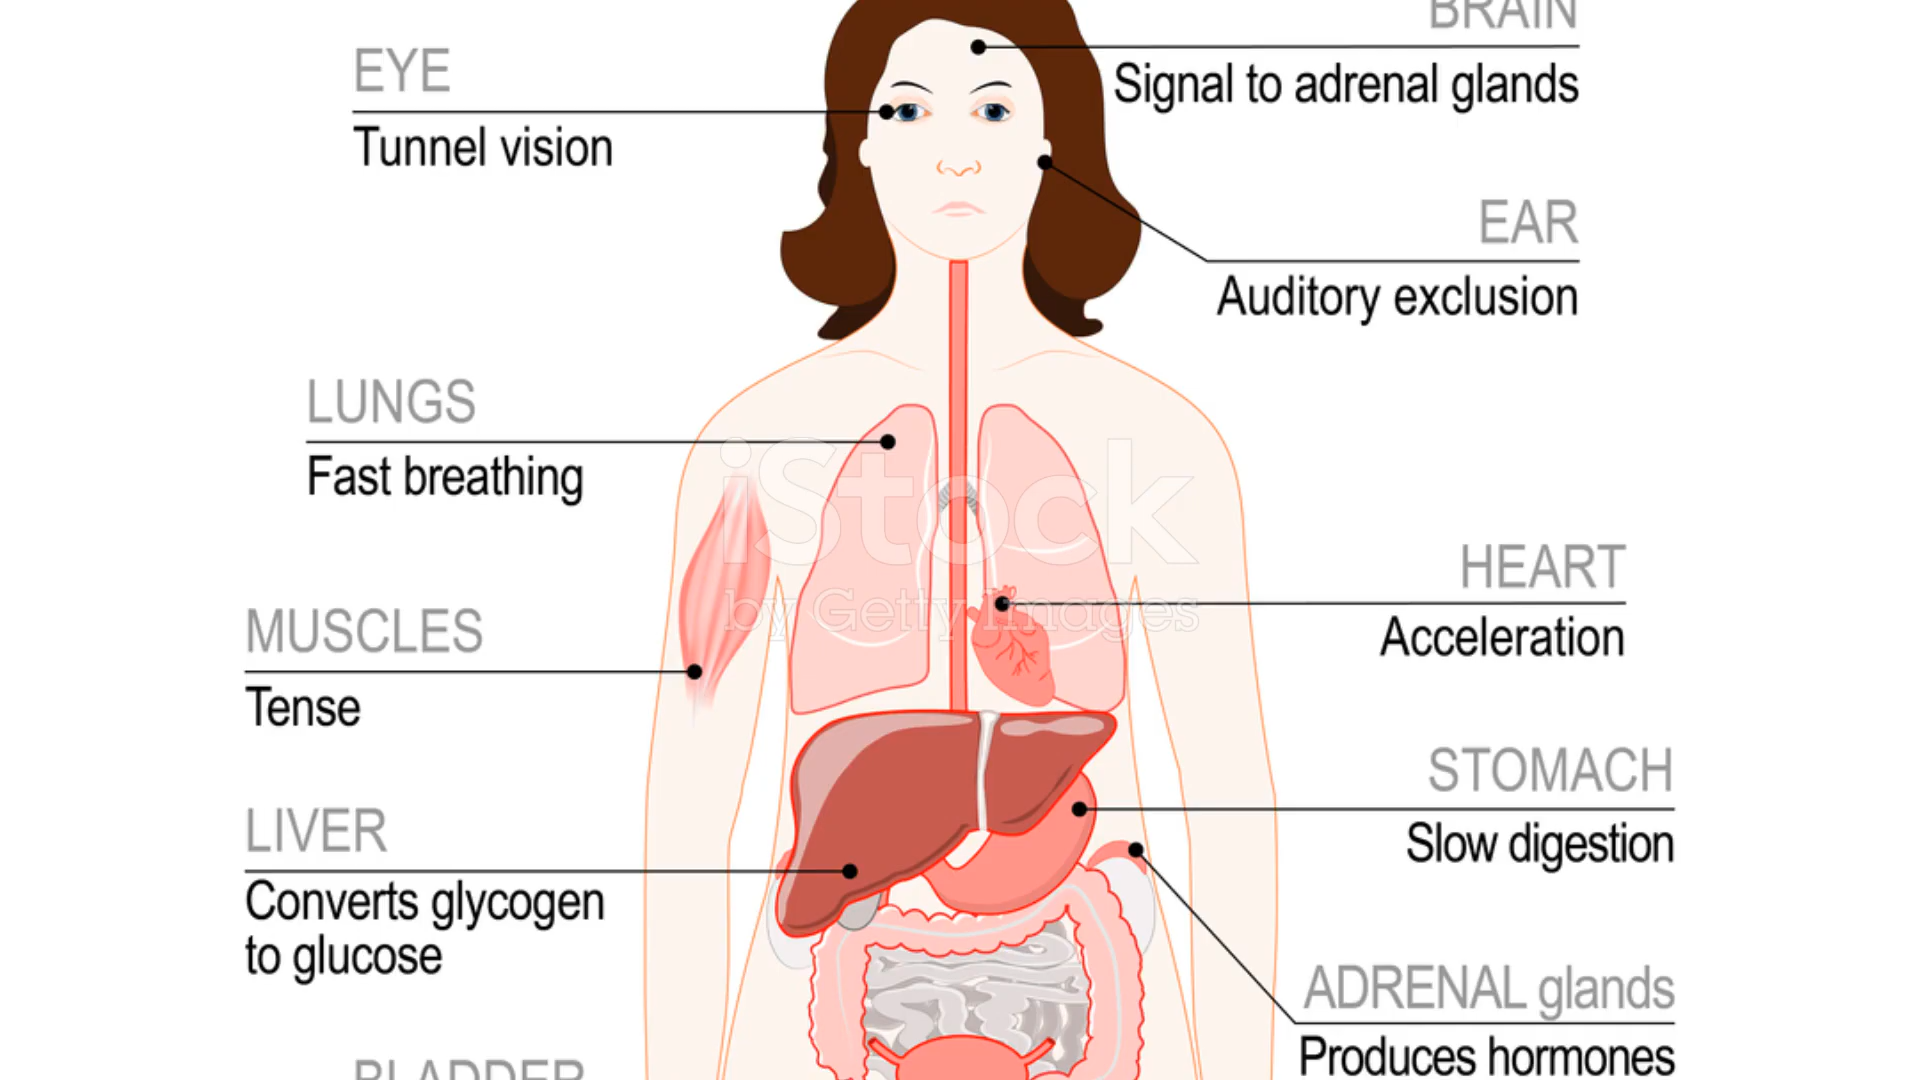 BRAIN
Signal to adrenal glands
EYE
Tunnel vision
EAR
Auditory exclusion
LUNGS
Fast breathing
iStock
by Getty Images
HEART
Acceleration
MUSCLES
Tense
STOMACH
Slow digestion
LIVER
Converts glycogen
to glucose
ADRENAL glands
Produces hormones
BLADDER